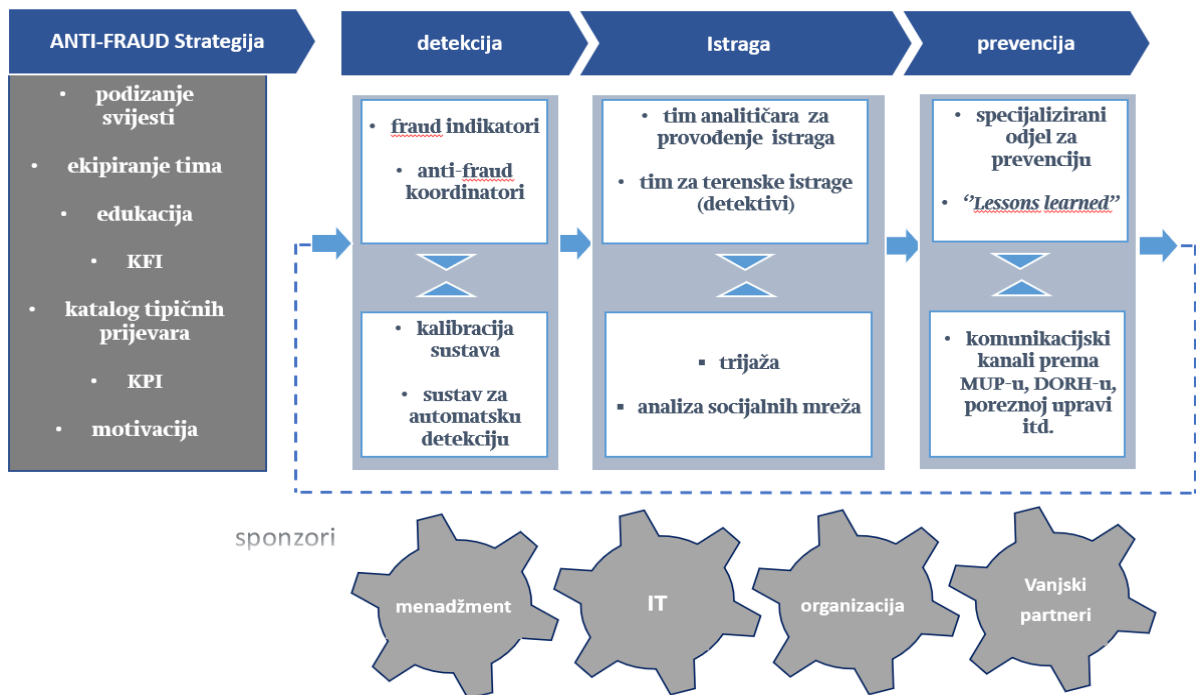 ANTI-FRAUD Strategija
• podizanje
svijesti
• ekipiranje tima
• edukacija
• KFI
• katalog tipičnih
prijevara
• KPI
• motivacija
detekcija
• fraud indikatori
• anti-fraud
koordinatori
• kalibracija
sustava
• sustav za
automatsku
detekciju
Istraga
• tim analitičara za
provođenje istraga
• tim za terenske istrage
(detektivi)
▪ trijaža
▪ analiza socijalnih mreža
prevencija
• specijalizirani
odjel za
prevenciju
• ‘’Lessons learned’’
• komunikacijski
kanali prema
MUP-u, DORH-u,
poreznoj upravi
itd.
sponzori
menadžment
IT
organizacija
Vanjski
partneri